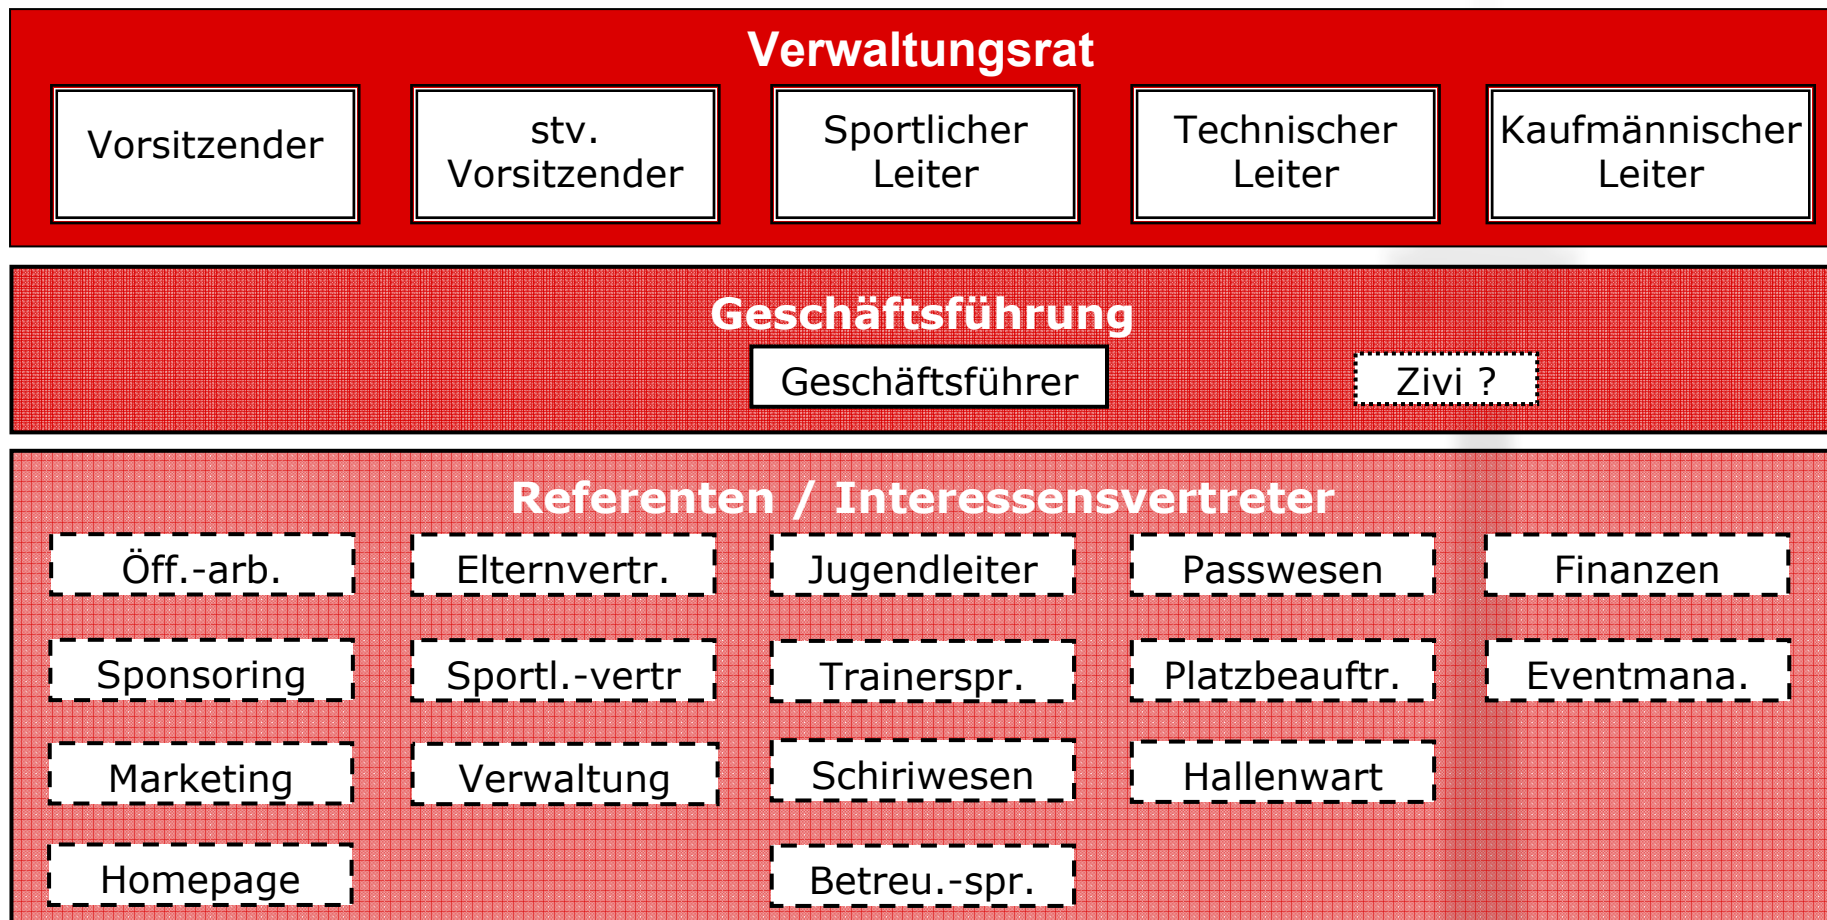 Verwaltungsrat
Vorsitzender
stv.
Vorsitzender
Sportlicher
Leiter
Technischer
Leiter
Kaufmännischer
Leiter
Geschäftsführung
Geschäftsführer
Zivi ?
Referenten / Interessensvertreter
Öff.-arb.
Elternvertr.
Jugendleiter
Passwesen
Finanzen
Sponsoring
Sportl.-vertr
Trainerspr.
Platzbeauftr.
Eventmana.
Marketing
Verwaltung
Schiriwesen
Hallenwart
Homepage
Betreu.-spr.